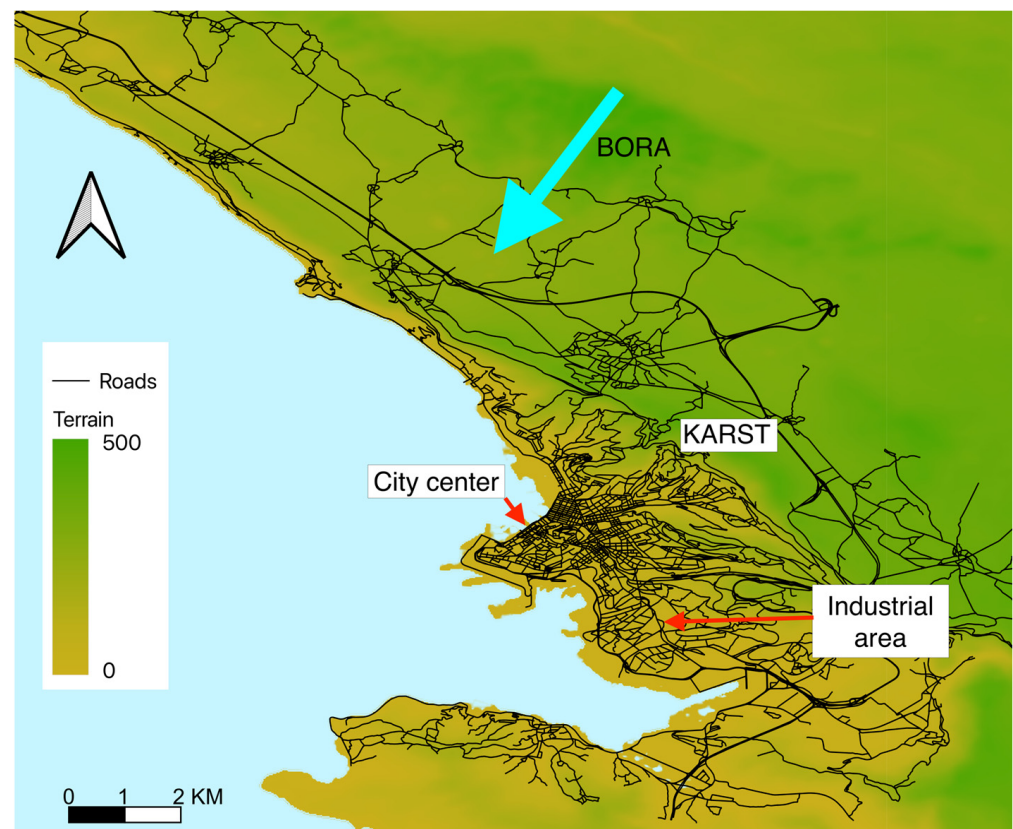 BORA
Roads
Terrain
500
0
KARST
City center
Industrial
area
0 1 2 KM